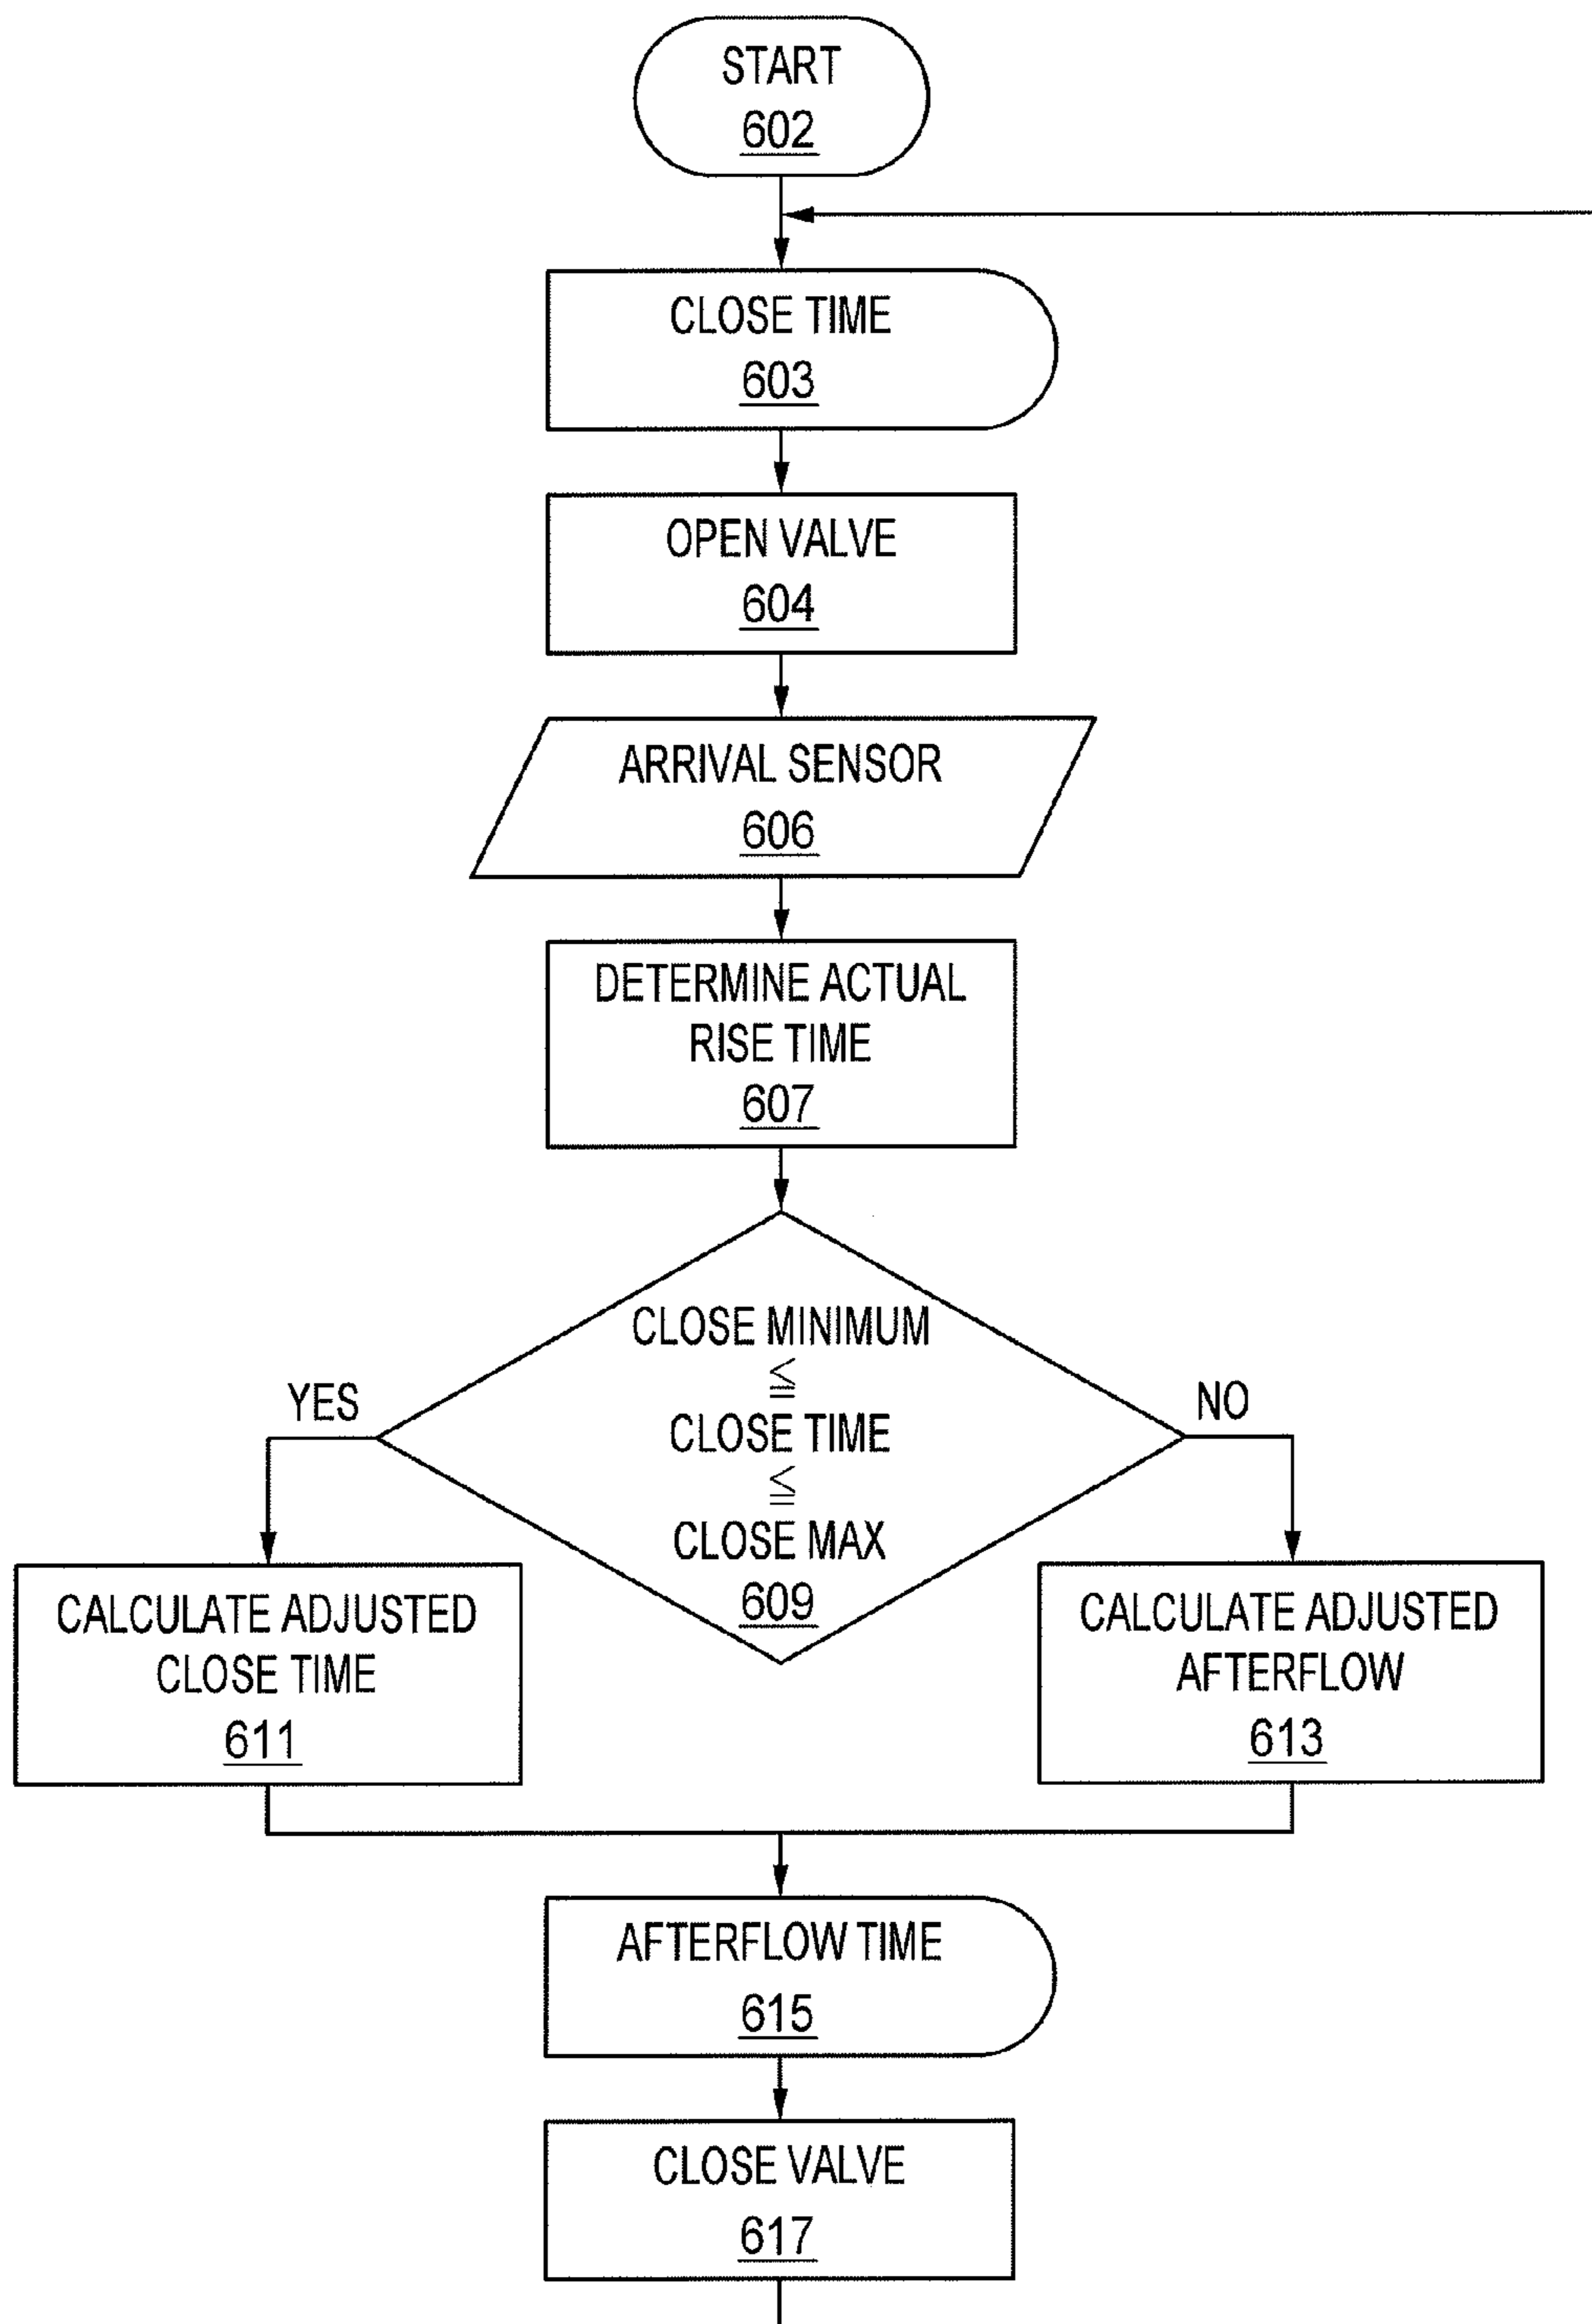 START
602
CLOSE TIME
603
OPEN VALVE
604
ARRIVAL SENSOR
606
DETERMINE ACTUAL
RISE TIME
607
CLOSE MINIMUM
≦
CLOSE TIME
≦
CLOSE MAX
609
YES
NO
CALCULATE ADJUSTED
CLOSE TIME
611
CALCULATE ADJUSTED
AFTERFLOW
613
AFTERFLOW TIME
615
CLOSE VALVE
617